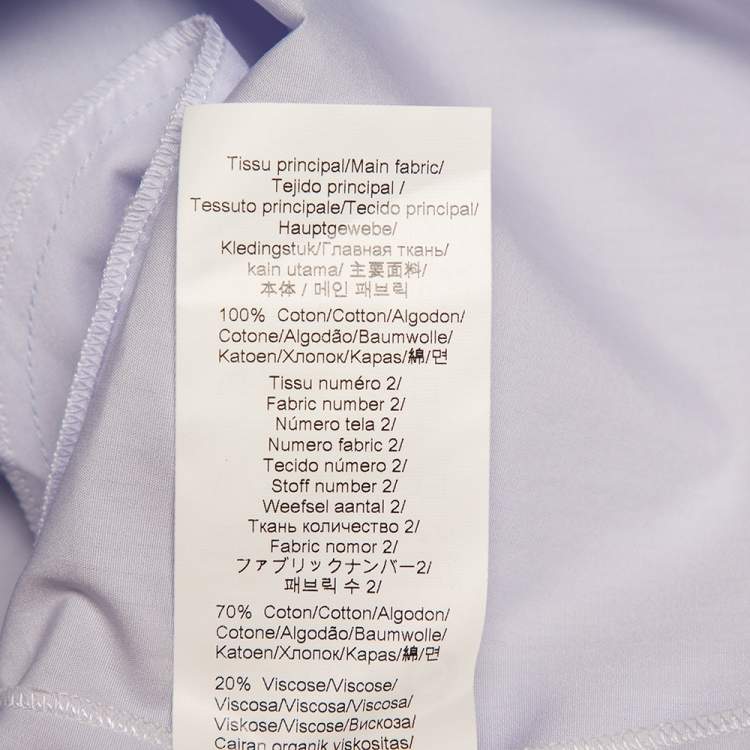 Tissu principal/Main fabric/
Tejido principal /
Tessuto principale/Tecido principal/
Hauptgewebe/
Kledingstuk/Главная ткань/
kain utama/ 主要面料/
本体 / 메인 패브릭
100% Coton/Cotton/Algodon/
Cotone/Algodão/Baumwolle/
Katoen/Хлопок/Kapas/綿/면
Tissu numéro 2/
Fabric number 2/
Número tela 2/
Numero fabric 2/
Tecido número 2/
Stoff number 2/
Weefsel aantal 2/
Ткань количество 2/
Fabric nomor 2/
ファブリックナンバー2/
패브릭 수 2/
70% Coton/Cotton/Algodon/
Cotone/Algodão/Baumwolle/
Katoen/Хлопок/Kapas/綿/면
20% Viscose/Viscose/
Viscosa/Viscosa/Viscosa/
Viskose/Viscose/Вискоза/
Cairan organik viskositas/